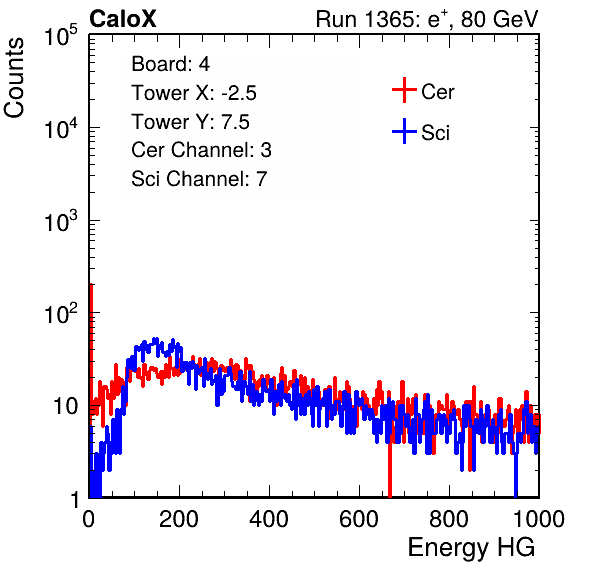 CaloX Run 1365: e⁺, 80 GeV
Counts
10⁵
10⁴
10³
10²
10
1
Board: 4
Tower X: -2.5
Tower Y: 7.5
Cer Channel: 3
Sci Channel: 7
Cer
Sci
0 200 400 600 800 1000
Energy HG